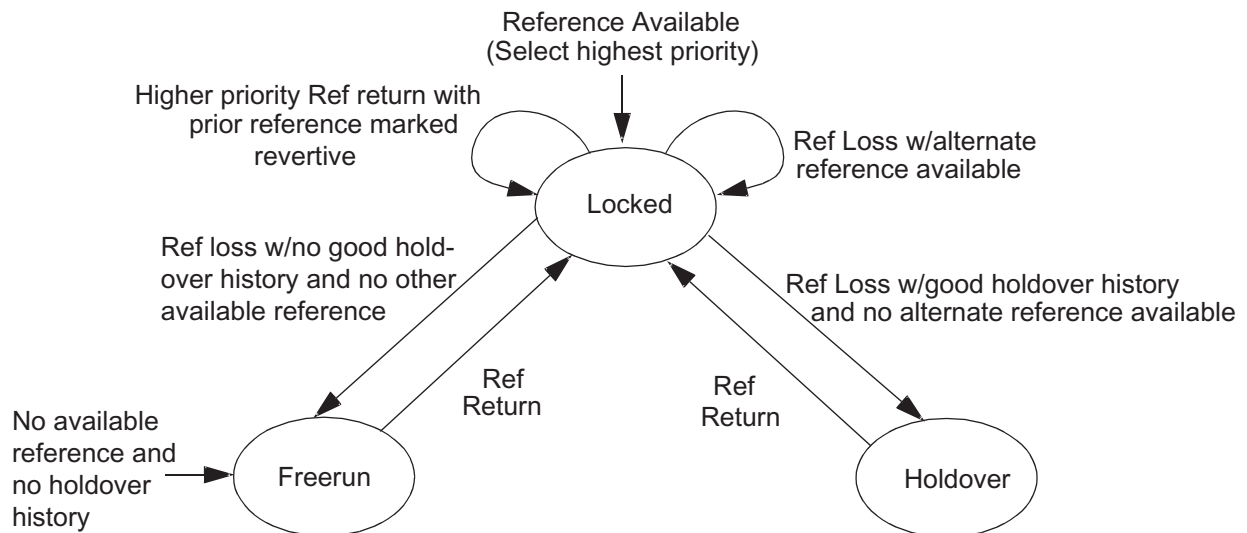 Reference Available
(Select highest priority)
Higher priority Ref return with
prior reference marked
revertive
Ref Loss w/alternate
reference available
Locked
Ref loss w/no good hold-
over history and no other
available reference
Ref Loss w/good holdover history
and no alternate reference available
Ref
Return
Ref
Return
No available
reference and
no holdover
history
Freerun
Holdover